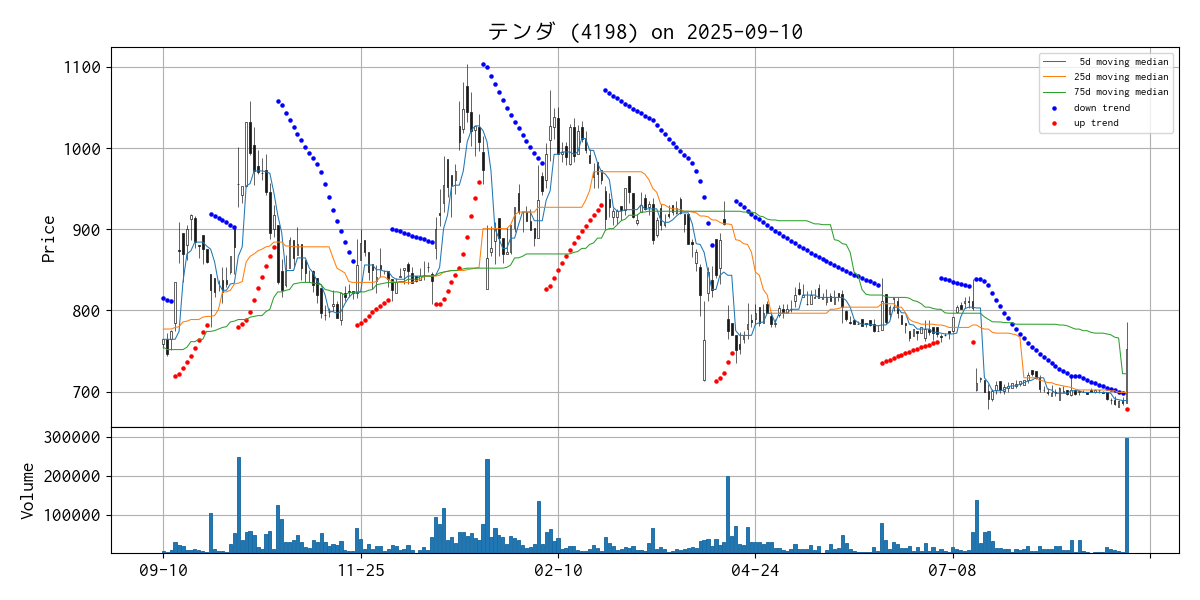 テンダ (4198) on 2025-09-10
Price
1100
1000
900
800
700
5d moving median
25d moving median
75d moving median
down trend
up trend
Volume
300000
200000
100000
09-10
11-25
02-10
04-24
07-08